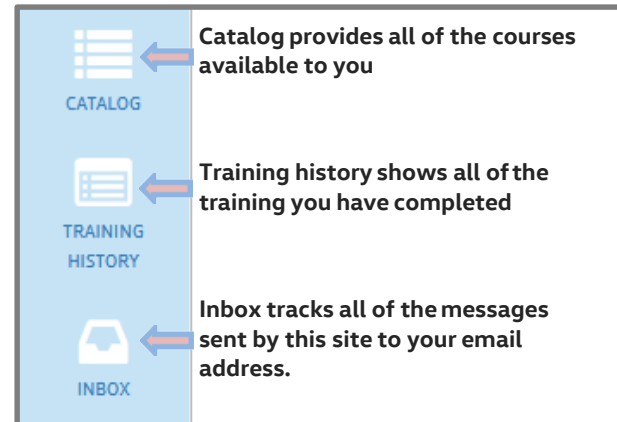 CATALOG
Catalog provides all of the courses
available to you
TRAINING
HISTORY
Training history shows all of the
training you have completed
INBOX
Inbox tracks all of the messages
sent by this site to your email
address.